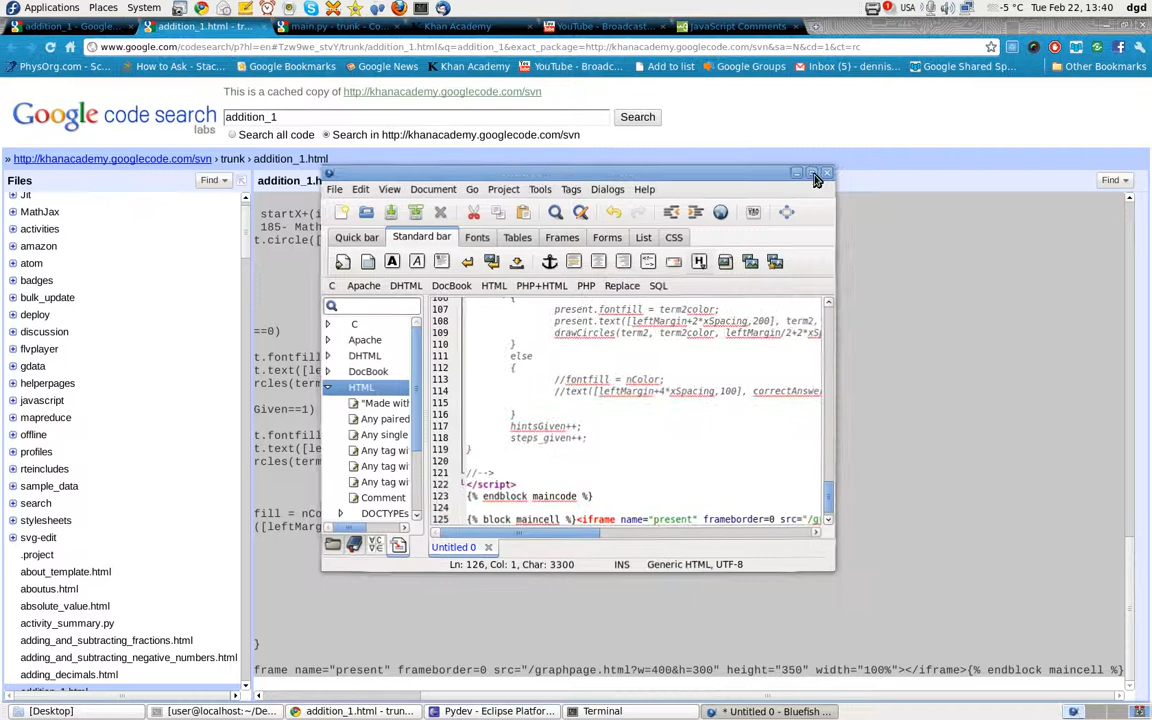 Applications Places System
USA -5 °C Tue Feb 22, 13:40 dgd
addition_1 - Google
addition_1.html - tr...
main.py - trunk - Co...
Khan Academy
YouTube - Broadcast...
JavaScript Comments
www.google.com/codesearch/p?hl=en#Tzw9we_stvY/trunk/addition_1.html&q=addition_1&exact_package=http://khanacademy.googlecode.com/svn&sa=N&cd=1&ct=rc
PhysOrg.com - Sc...
How to Ask - Stac...
Google Bookmarks
Google News
Khan Academy
YouTube - Broadc...
Add to list
Google Groups
Inbox (5) - dennis...
Google Shared Sp...
Other Bookmarks
This is a cached copy of http://khanacademy.googlecode.com/svn
Google code search
labs
addition_1
Search
Search all code Search in http://khanacademy.googlecode.com/svn
» http://khanacademy.googlecode.com/svn › trunk › addition_1.html
Files Find
Jit
MathJax
activities
amazon
atom
badges
bulk_update
deploy
discussion
flvplayer
gdata
helperpages
javascript
mapreduce
offline
profiles
rteincludes
sample_data
search
stylesheets
svg-edit
.project
about_template.html
aboutus.html
absolute_value.html
activity_summary.py
adding_and_subtracting_fractions.html
adding_and_subtracting_negative_numbers.html
adding_decimals.html
addition_1.html
addition_1.h
Find
startX+(i
185- Math
t.circle([
==0)
t.fontfill
t.text([le
rcles(term
Given==1)
t.fontfill
t.text([le
rcles(term
fill = nCo
([leftMarg
}
frame name="present" frameborder=0 src="/graphpage.html?w=400&h=300" height="350" width="100%"></iframe>{% endblock maincell %}
File Edit View Document Go Project Tools Tags Dialogs Help
Quick bar Standard bar Fonts Tables Frames Forms List CSS
C Apache DHTML DocBook HTML PHP+HTML PHP Replace SQL
C
Apache
DHTML
DocBook
HTML
"Made with
Any paired
Any single
Any tag wi
Any tag wi
Any tag wi
Comment
DOCTYPEs
106 {
107 present.fontfill = term2color;
108 present.text([leftMargin+2*xSpacing,200], term2,
109 drawCircles(term2, term2color, leftMargin/2+2*xSp
110 }
111 else
112 {
113 //fontfill = nColor;
114 //text([leftMargin+4*xSpacing,100], correctAnswe
115
116 }
117 hintsGiven++;
118 steps_given++;
119 }
120
121 //-->
122 </script>
123 {% endblock maincode %}
124
125 {% block maincell %}<iframe name="present" frameborder=0 src="/g
Untitled 0
Ln: 126, Col: 1, Char: 3300 INS Generic HTML, UTF-8
[Desktop]
[user@localhost:~/De...
addition_1.html - trun...
Pydev - Eclipse Platfo...
Terminal
* Untitled 0 - Bluefish ...